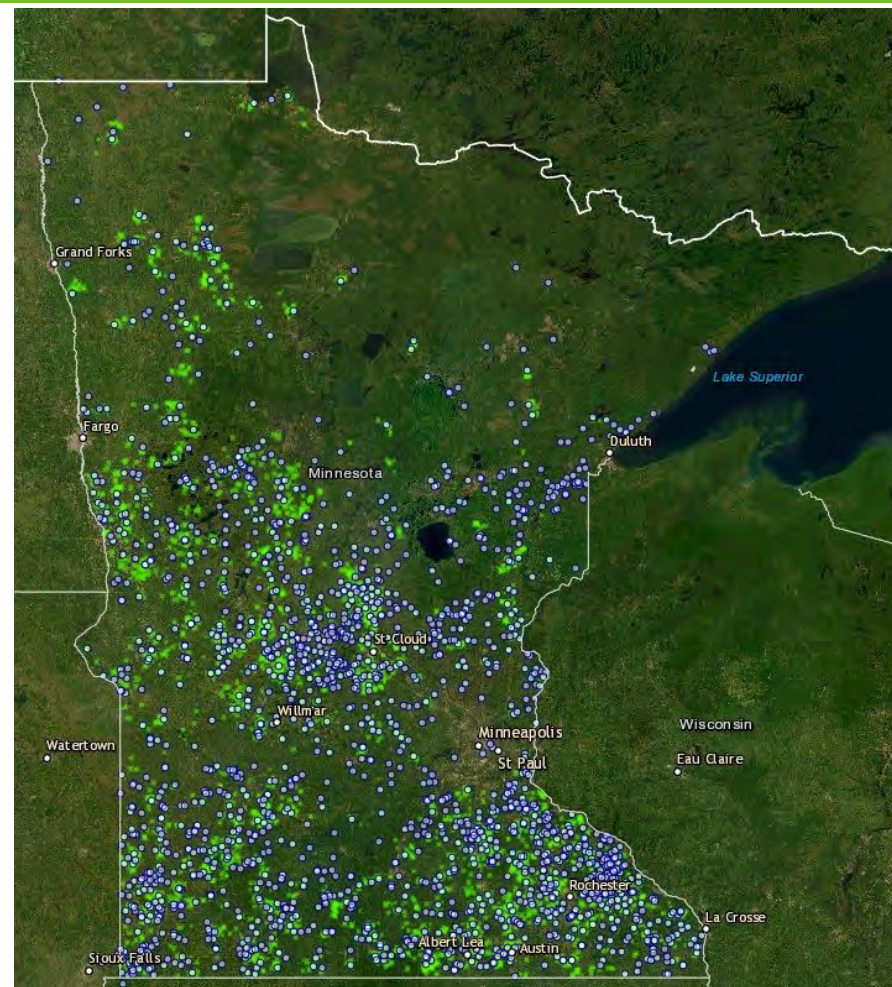 Grand Forks
Lake Superior
Fargo
Duluth
Minnesota
St Cloud
Willmar
Minneapolis
Wisconsin
Watertown
St Paul
Eau Claire
Rochester
La Crosse
Albert Lea
Austin
Sioux Falls